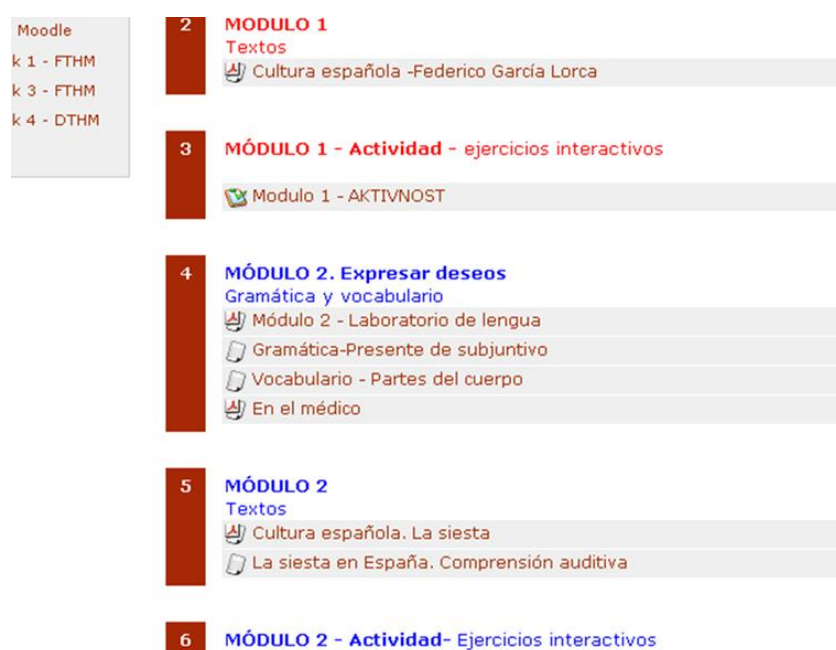 Moodle
k 1 - FTHM
k 3 - FTHM
k 4 - DTHM
2 MODULO 1
Textos
Cultura española -Federico García Lorca
3 MÓDULO 1 - Actividad - ejercicios interactivos
Modulo 1 - AKTIVNOST
4 MÓDULO 2. Expresar deseos
Gramática y vocabulario
Módulo 2 - Laboratorio de lengua
Gramática-Presente de subjuntivo
Vocabulario - Partes del cuerpo
En el médico
5 MÓDULO 2
Textos
Cultura española. La siesta
La siesta en España. Comprensión auditiva
6 MÓDULO 2 - Actividad- Ejercicios interactivos